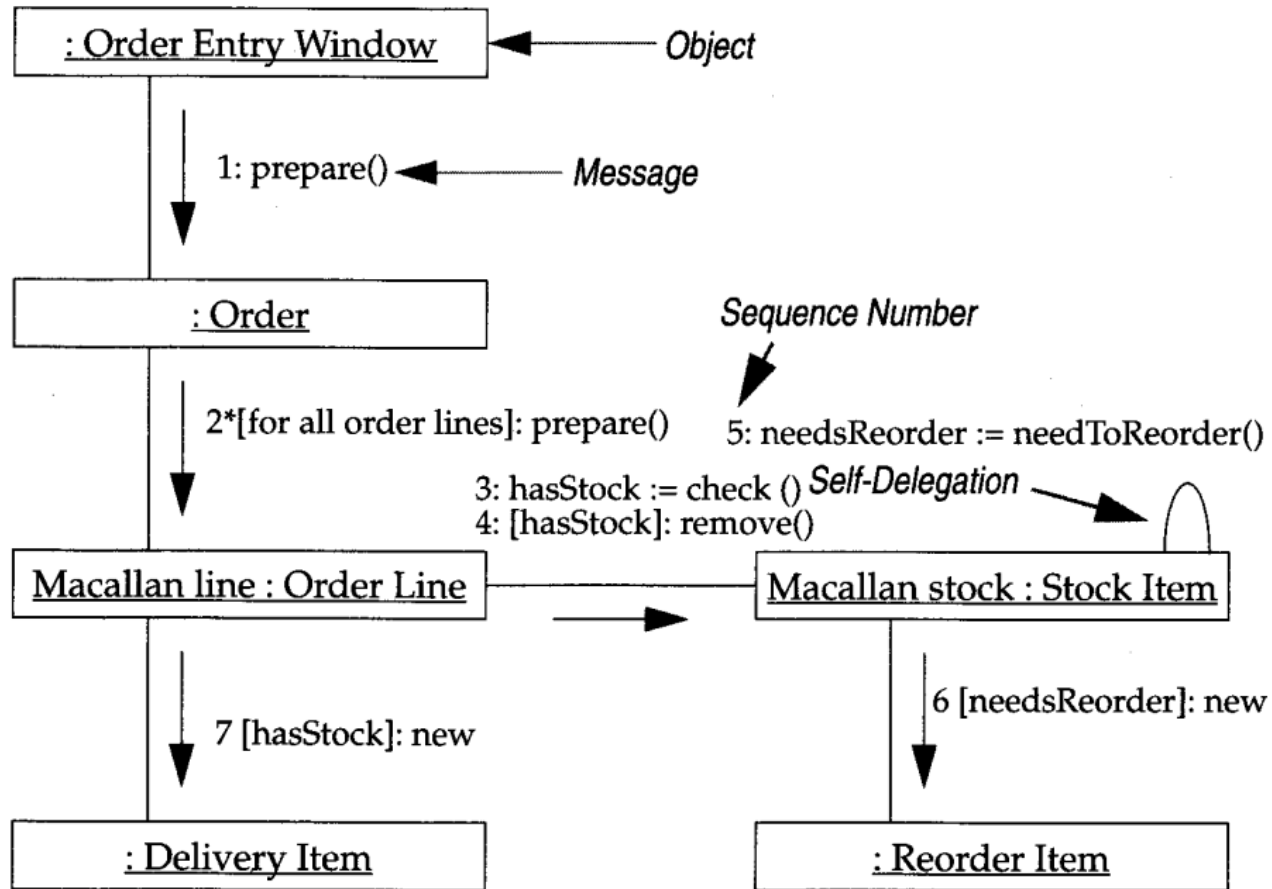 : Order Entry Window
Object
1: prepare()
Message
: Order
Sequence Number
2*[for all order lines]: prepare()
5: needsReorder := needToReorder()
3: hasStock := check ()
Self-Delegation
4: [hasStock]: remove()
Macallan line : Order Line
Macallan stock : Stock Item
7 [hasStock]: new
6 [needsReorder]: new
: Delivery Item
: Reorder Item